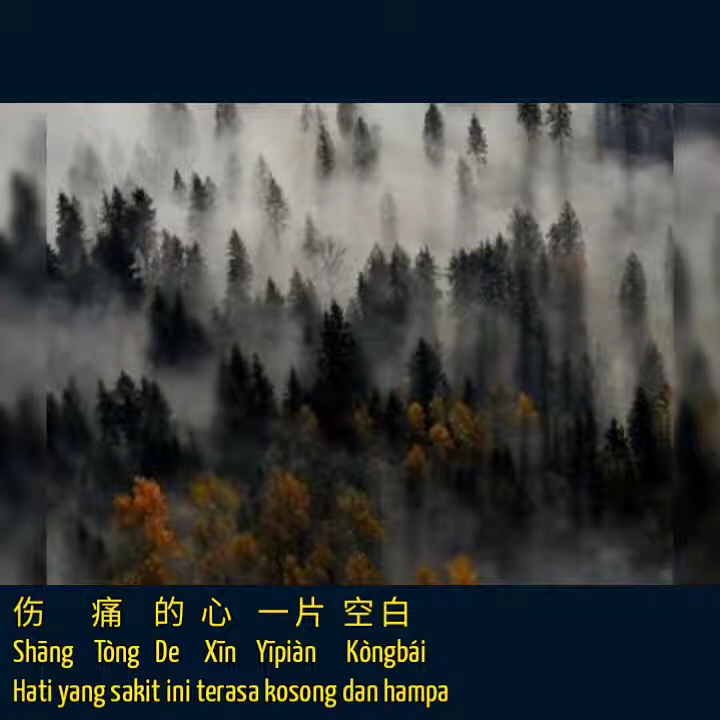 伤 痛 的 心 一片 空白
Shāng Tòng De Xīn Yīpiàn Kòngbái
Hati yang sakit ini terasa kosong dan hampa